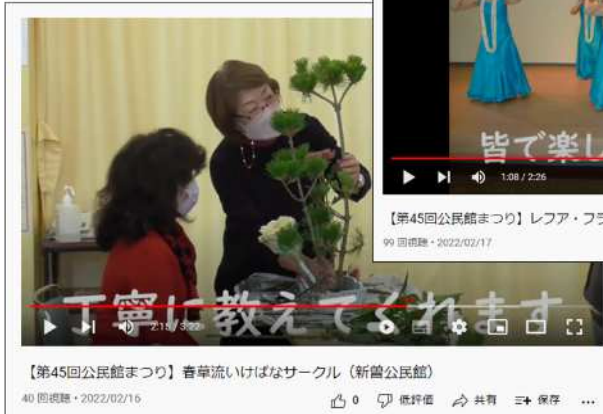 皆で楽し
1:08 / 2:26
【第45回公民館まつり】レフア・フラ
99 回視聴・2022/02/17
丁寧に教えてくれます
2:15 / 3:22
【第45回公民館まつり】春草流いけばなサークル（新曽公民館）
40 回視聴・2022/02/16
0 低評価 共有 保存 …